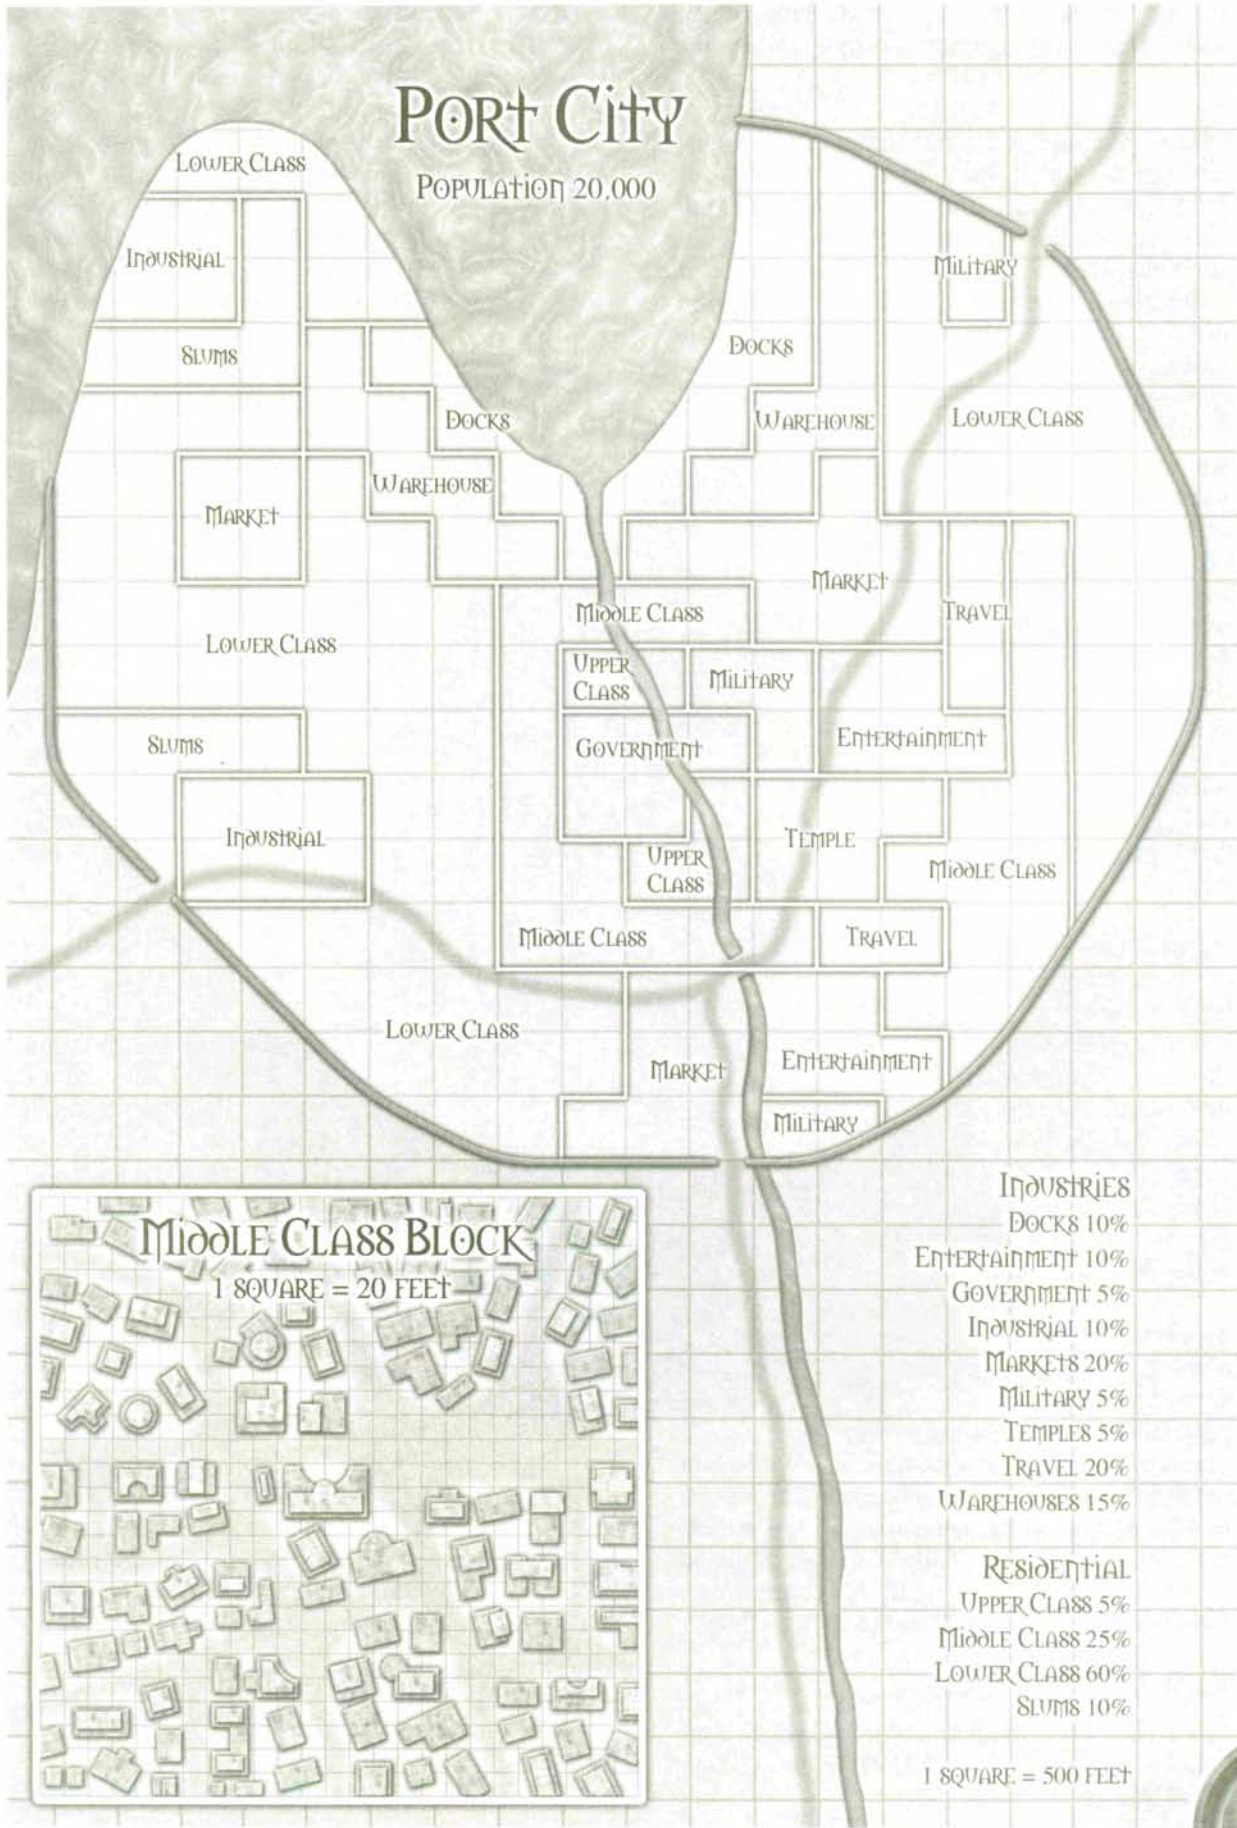 Port City
Population 20,000
Lower Class
Industrial
Military
Slums
Docks
Docks
Warehouse
Lower Class
Warehouse
Market
Market
Middle Class
Travel
Lower Class
Upper
Class
Military
Slums
Government
Entertainment
Industrial
Temple
Upper
Class
Middle Class
Middle Class
Travel
Lower Class
Market
Entertainment
Military
Middle Class Block
1 square = 20 feet
Industries
Docks 10%
Entertainment 10%
Government 5%
Industrial 10%
Markets 20%
Military 5%
Temples 5%
Travel 20%
Warehouses 15%
Residential
Upper Class 5%
Middle Class 25%
Lower Class 60%
Slums 10%
1 square = 500 feet